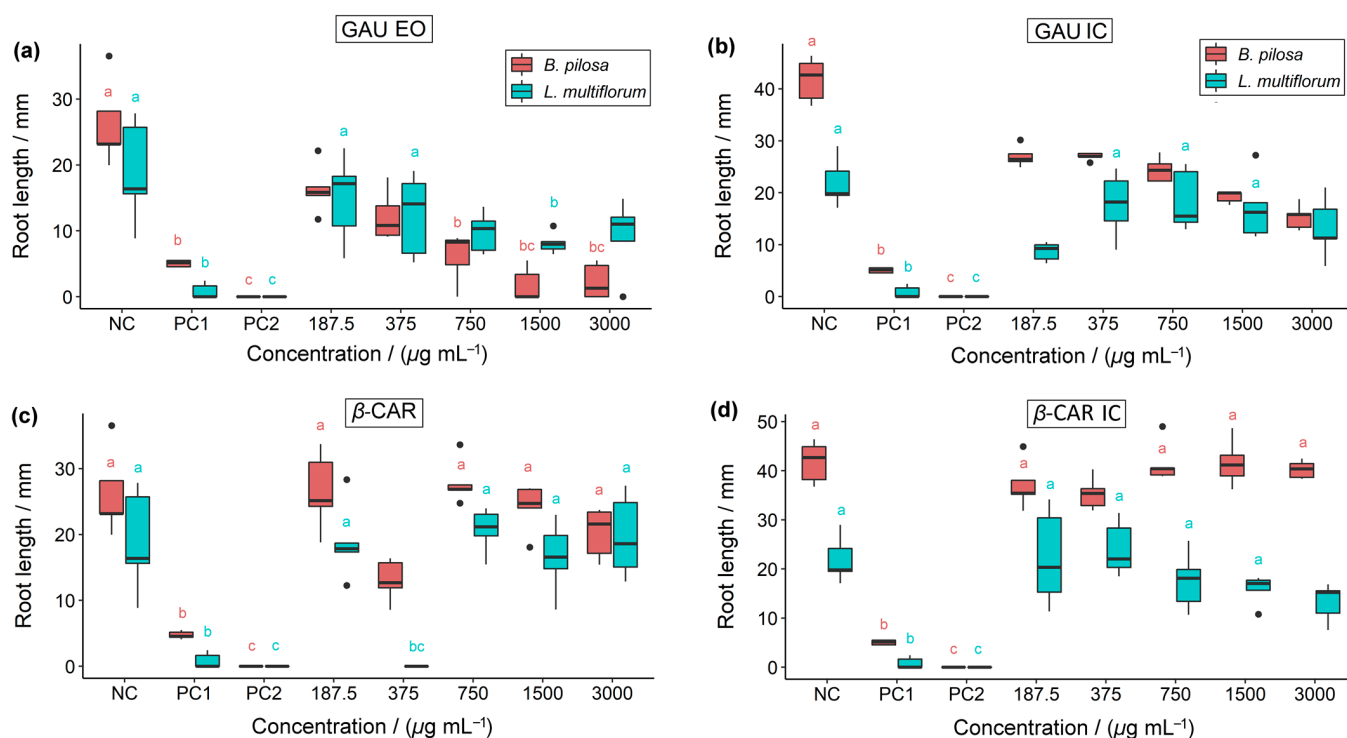 (a)
GAU EO
B. pilosa
L. multiflorum
Root length / mm
30
20
10
0
a
a
b
b
c
c
a
a
b
bc
b
bc
NC PC1 PC2 187.5 375 750 1500 3000
Concentration / (µg mL⁻¹)
(b)
GAU IC
B. pilosa
L. multiflorum
Root length / mm
40
30
20
10
0
a
a
b
b
c
c
a
a
a
NC PC1 PC2 187.5 375 750 1500 3000
Concentration / (µg mL⁻¹)
(c)
β-CAR
Root length / mm
30
20
10
0
a
a
b
b
c
c
a
a
bc
a
a
a
a
a
a
NC PC1 PC2 187.5 375 750 1500 3000
Concentration / (µg mL⁻¹)
(d)
β-CAR IC
Root length / mm
50
40
30
20
10
0
a
a
b
b
c
c
a
a
a
a
a
a
a
a
NC PC1 PC2 187.5 375 750 1500 3000
Concentration / (µg mL⁻¹)